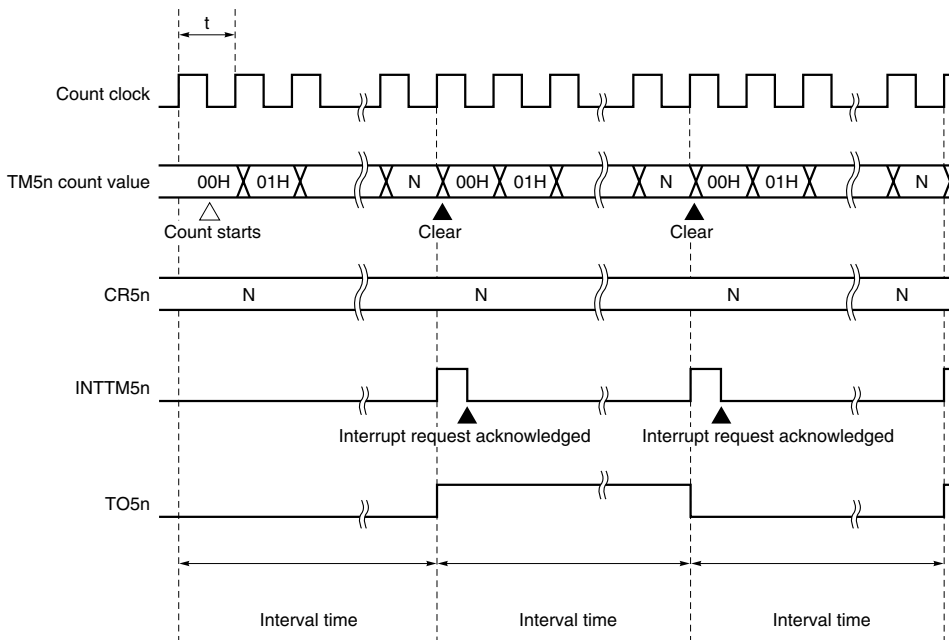 t
Count clock
TM5n count value 00H 01H N 00H 01H N 00H 01H N
Count starts Clear Clear
CR5n N N N N
INTTM5n
Interrupt request acknowledged Interrupt request acknowledged
TO5n
Interval time Interval time Interval time